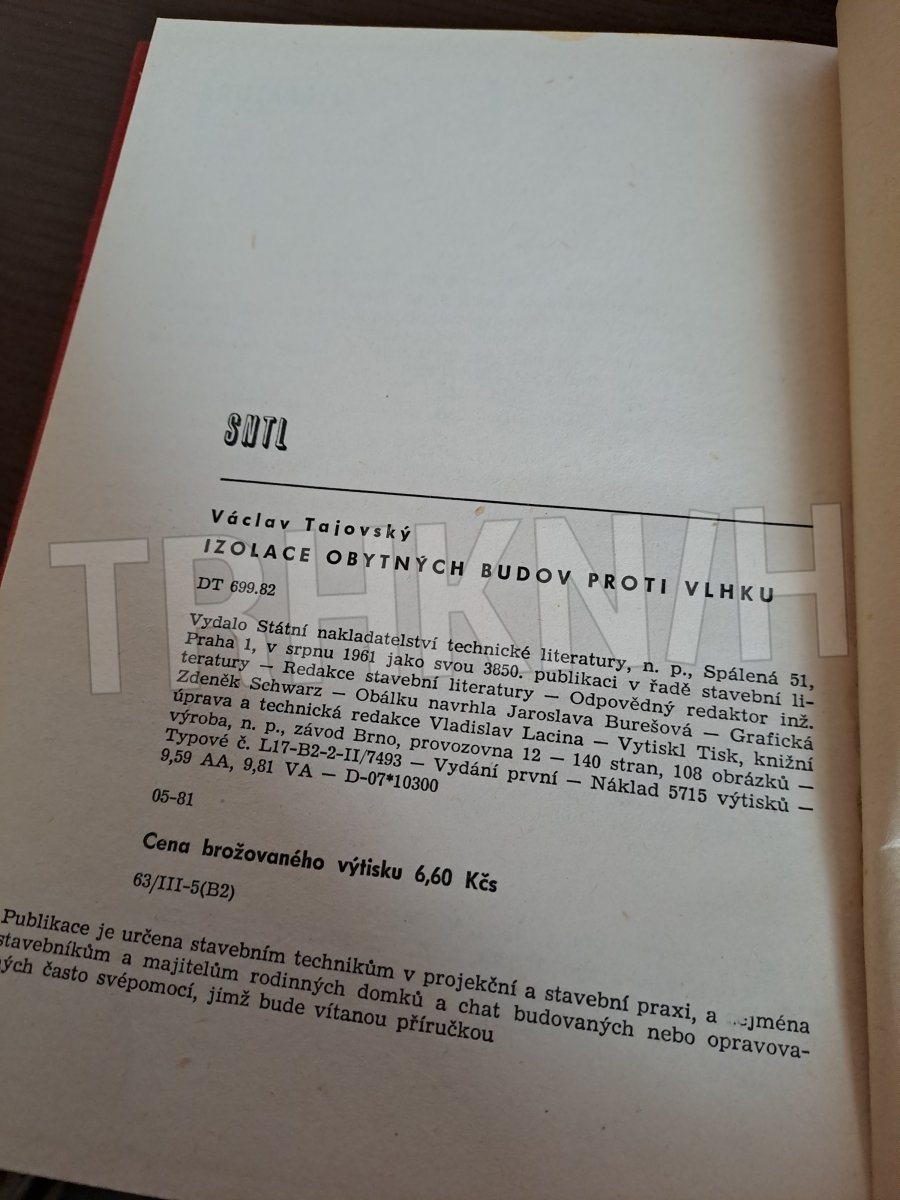 SNTL
Václav Tajovský
IZOLACE OBYTNÝCH BUDOV PROTI VLHKU
DT 699.82
Vydalo Státní nakladatelství technické literatury, n. p., Spálená 51,
Praha 1, v srpnu 1961 jako svou 3850. publikaci v řadě stavební li-
teratury — Redakce stavební literatury — Odpovědný redaktor inž.
Zdeněk Schwarz — Obálku navrhla Jaroslava Burešová — Grafická
úprava a technická redakce Vladislav Lacina — Vytiskl Tisk, knižní
výroba, n. p., závod Brno, provozovna 12 — 140 stran, 108 obrázků —
Typové č. L17-B2-2-II/7493 — Vydání první — Náklad 5715 výtisků —
9,59 AA, 9,81 VA — D-07*10300
05-81
Cena brožovaného výtisku 6,60 Kčs
63/III-5(B2)
Publikace je určena stavebním technikům v projekční a stavební praxi, a
stavebníkům a majitelům rodinných domků a chat budovaných nebo opravova-
ných často svépomocí, jimž bude vítanou příručkou
TRHKN/H